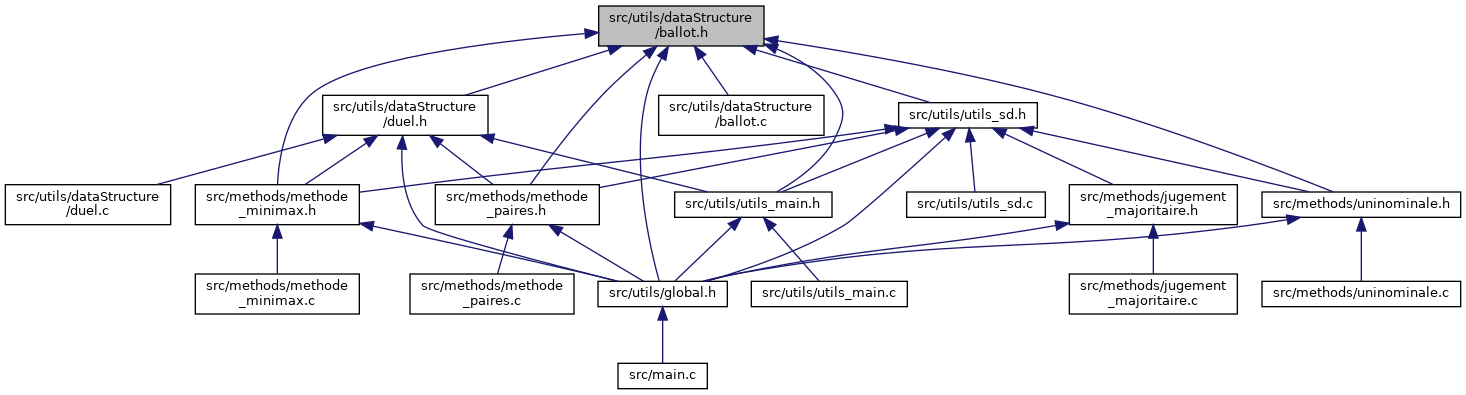 src/utils/dataStructure
/ballot.h
src/utils/dataStructure
/duel.h
src/utils/dataStructure
/ballot.c
src/utils/utils_sd.h
src/utils/dataStructure
/duel.c
src/methods/methode
_minimax.h
src/methods/methode
_paires.h
src/utils/utils_main.h
src/utils/utils_sd.c
src/methods/jugement
_majoritaire.h
src/methods/uninominale.h
src/methods/methode
_minimax.c
src/methods/methode
_paires.c
src/utils/global.h
src/utils/utils_main.c
src/methods/jugement
_majoritaire.c
src/methods/uninominale.c
src/main.c